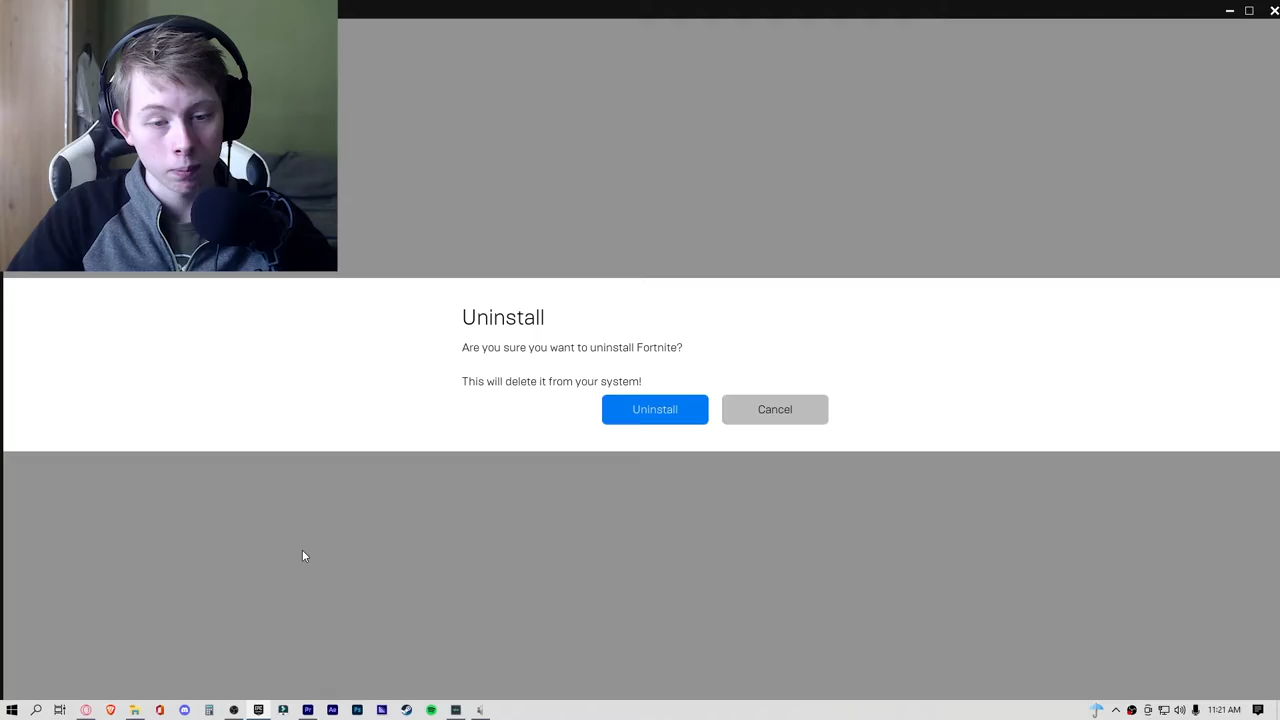 Uninstall
Are you sure you want to uninstall Fortnite?
This will delete it from your system!
Uninstall
Cancel
11:21 AM